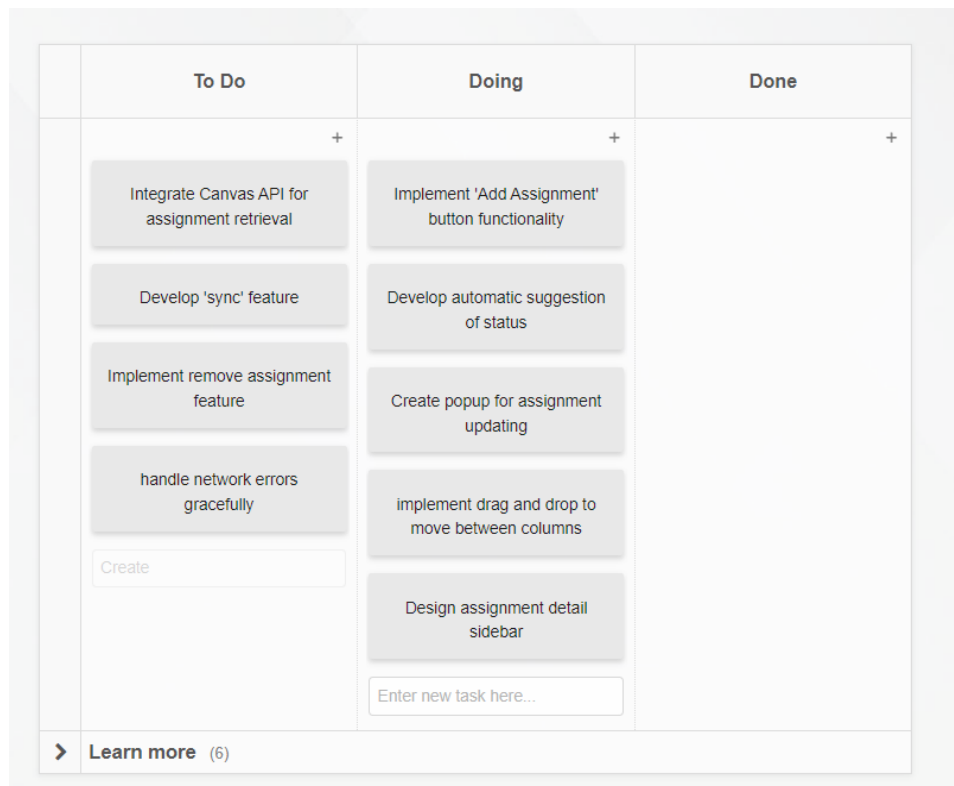 To Do
Doing
Done
+
+
+
Integrate Canvas API for
assignment retrieval
Develop 'sync' feature
Implement remove assignment
feature
handle network errors
gracefully
Create
Implement 'Add Assignment'
button functionality
Develop automatic suggestion
of status
Create popup for assignment
updating
implement drag and drop to
move between columns
Design assignment detail
sidebar
Enter new task here...
Learn more (6)